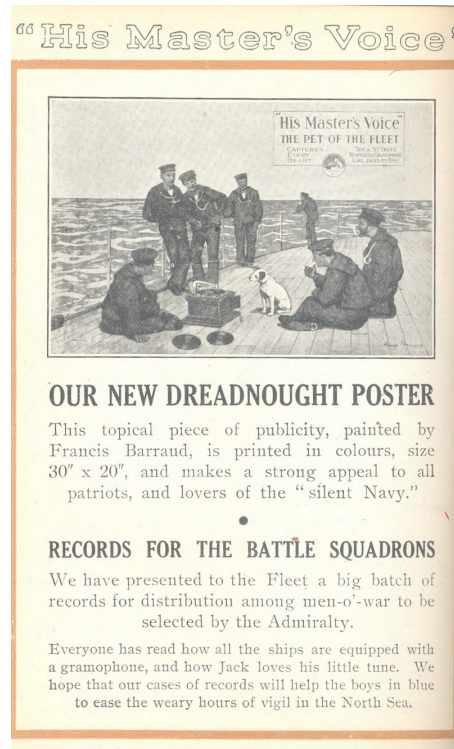 "His Master's Voice"
"His Master's Voice"
THE PET OF THE FLEET
CAPTURES
EVERY
OUR NEW DREADNOUGHT POSTER
This topical piece of publicity, painted by
Francis Barraud, is printed in colours, size
30" x 20", and makes a strong appeal to all
patriots, and lovers of the "silent Navy."
RECORDS FOR THE BATTLE SQUADRONS
We have presented to the Fleet a big batch of
records for distribution among men-o'-war to be
selected by the Admiralty.
Everyone has read how all the ships are equipped with
a gramophone, and how Jack loves his little tune. We
hope that our cases of records will help the boys in blue
to ease the weary hours of vigil in the North Sea.